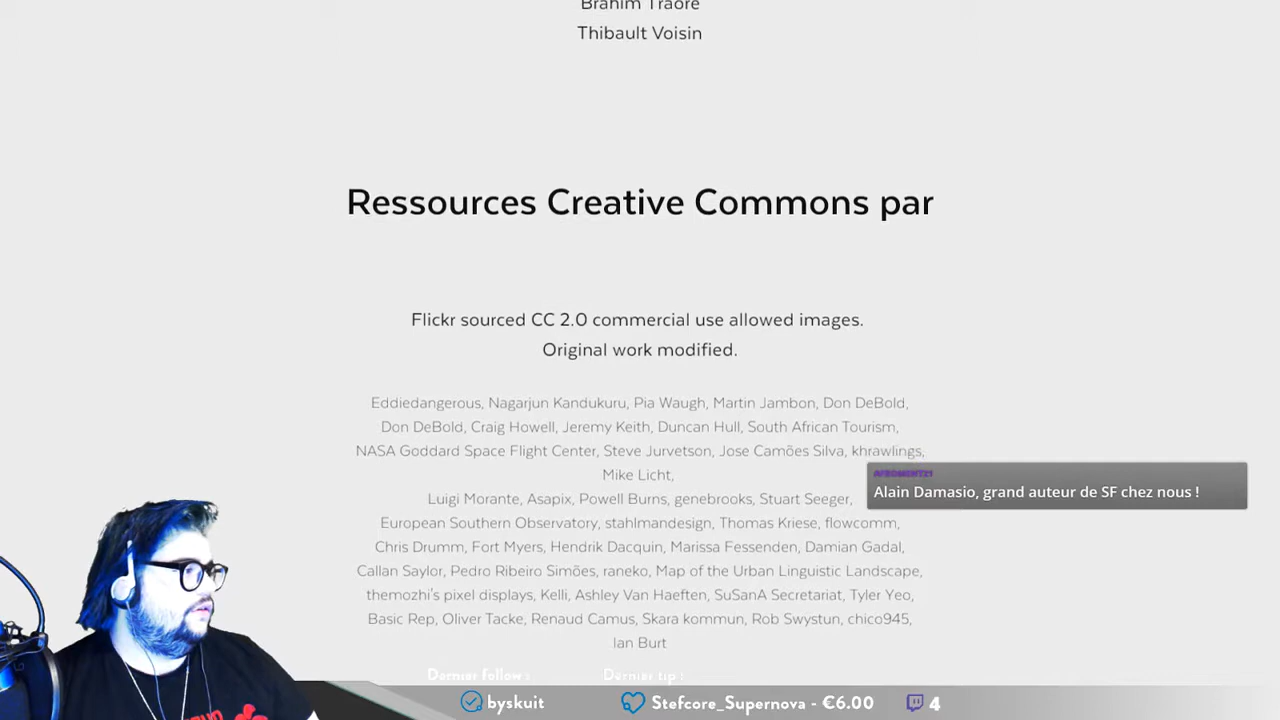 Brahim Traore
Thibault Voisin
Ressources Creative Commons par
Flickr sourced CC 2.0 commercial use allowed images.
Original work modified.
Eddiedangerous, Nagarjun Kandukuru, Pia Waugh, Martin Jambon, Don DeBold,
Don DeBold, Craig Howell, Jeremy Keith, Duncan Hull, South African Tourism,
NASA Goddard Space Flight Center, Steve Jurvetson, Jose Camões Silva, khrawlings,
Mike Licht,
Luigi Morante, Asapix, Powell Burns, genebrooks, Stuart Seeger,
European Southern Observatory, stahlmandesign, Thomas Kriese, flowcomm,
Chris Drumm, Fort Myers, Hendrik Dacquin, Marissa Fessenden, Damian Gadal,
Callan Saylor, Pedro Ribeiro Simões, raneko, Map of the Urban Linguistic Landscape,
themozhi's pixel displays, Kelli, Ashley Van Haeften, SuSanA Secretariat, Tyler Yeo,
Basic Rep, Oliver Tacke, Renaud Camus, Skara kommun, Rob Swystun, chico945,
Ian Burt
Alain Damasio, grand auteur de SF chez nous !
Dernier follow :
Dernier tip :
byskuit
Stefcore_Supernova - €6.00
4